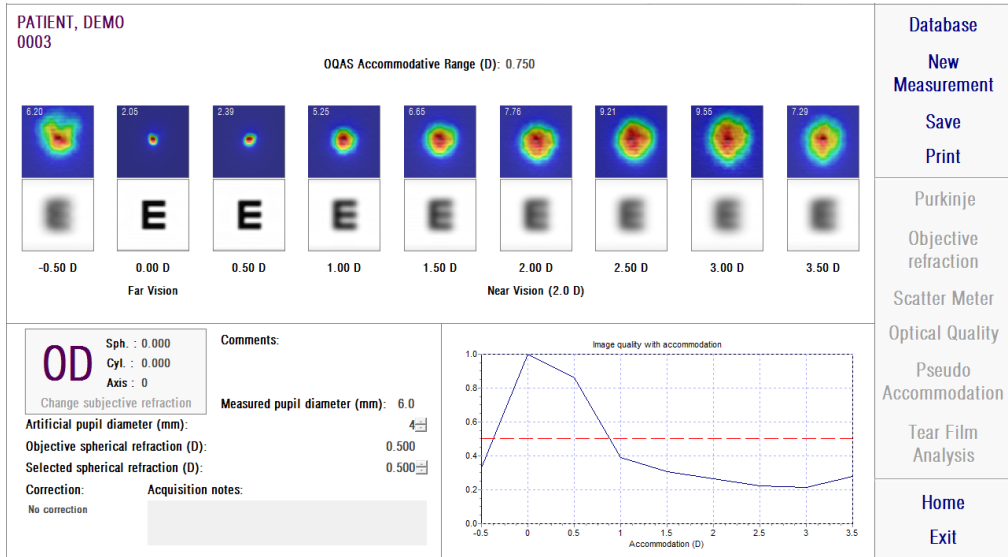 PATIENT, DEMO
0003
OQAS Accommodative Range (D): 0.750
6.20 2.05 2.39 5.25 6.65 7.76 9.21 9.55 7.29
E E E E E E E E E
-0.50 D 0.00 D 0.50 D 1.00 D 1.50 D 2.00 D 2.50 D 3.00 D 3.50 D
Far Vision Near Vision (2.0 D)
OD
Sph. : 0.000
Cyl. : 0.000
Axis : 0
Change subjective refraction
Comments:
Measured pupil diameter (mm): 6.0
Artificial pupil diameter (mm): 4
Objective spherical refraction (D): 0.500
Selected spherical refraction (D): 0.500
Correction: Acquisition notes:
No correction
Image quality with accommodation
1.0
0.8
0.6
0.4
0.2
0.0
-0.5 0 0.5 1 1.5 2 2.5 3 3.5
Accommodation (D)
Database
New
Measurement
Save
Print
Purkinje
Objective
refraction
Scatter Meter
Optical Quality
Pseudo
Accommodation
Tear Film
Analysis
Home
Exit